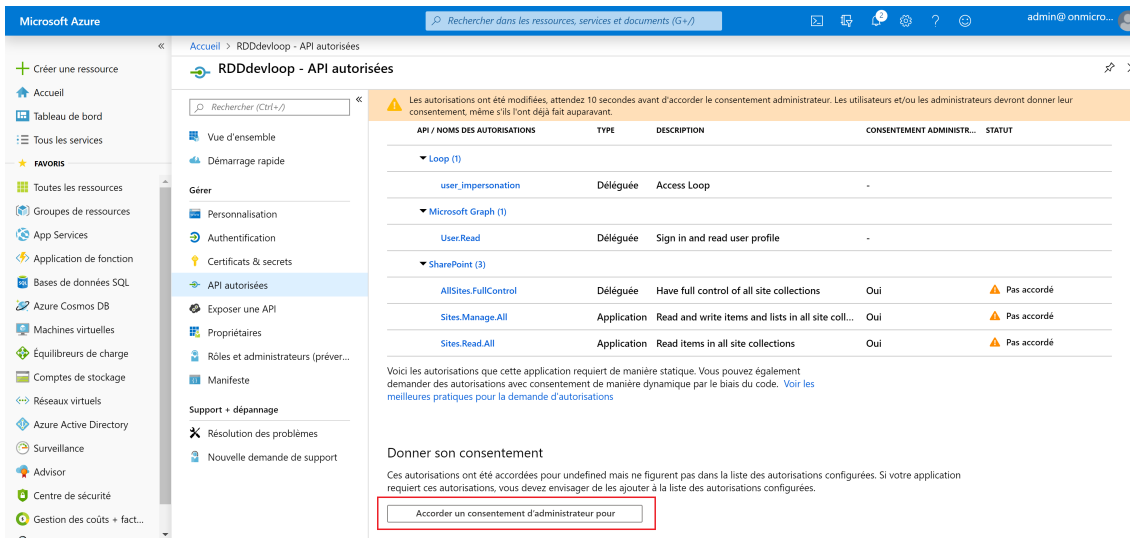 Microsoft Azure
Rechercher dans les ressources, services et documents (G+/)
2
?
admin@ onmicro...
«
Créer une ressource
Accueil
Tableau de bord
Tous les services
FAVORIS
Toutes les ressources
Groupes de ressources
App Services
Application de fonction
Bases de données SQL
Azure Cosmos DB
Machines virtuelles
Équilibreurs de charge
Comptes de stockage
Réseaux virtuels
Azure Active Directory
Surveillance
Advisor
Centre de sécurité
Gestion des coûts + fact...
Accueil > RDDdevloop - API autorisées
RDDdevloop - API autorisées
Rechercher (Ctrl+/)
«
Vue d'ensemble
Démarrage rapide
Gérer
Personnalisation
Authentification
Certificats & secrets
API autorisées
Exposer une API
Propriétaires
Rôles et administrateurs (préver...
Manifeste
Support + dépannage
Résolution des problèmes
Nouvelle demande de support
Les autorisations ont été modifiées, attendez 10 secondes avant d'accorder le consentement administrateur. Les utilisateurs et/ou les administrateurs devront donner leur
consentement, même s'ils l'ont déjà fait auparavant.
API / NOMS DES AUTORISATIONS TYPE DESCRIPTION CONSENTEMENT ADMINISTR... STATUT
Loop (1)
user_impersonation Déléguée Access Loop -
Microsoft Graph (1)
User.Read Déléguée Sign in and read user profile -
SharePoint (3)
AllSites.FullControl Déléguée Have full control of all site collections Oui Pas accordé
Sites.Manage.All Application Read and write items and lists in all site coll... Oui Pas accordé
Sites.Read.All Application Read items in all site collections Oui Pas accordé
Voici les autorisations que cette application requiert de manière statique. Vous pouvez également
demander des autorisations avec consentement de manière dynamique par le biais du code. Voir les
meilleures pratiques pour la demande d'autorisations
Donner son consentement
Ces autorisations ont été accordées pour undefined mais ne figurent pas dans la liste des autorisations configurées. Si votre application
requiert ces autorisations, vous devez envisager de les ajouter à la liste des autorisations configurées.
Accorder un consentement d'administrateur pour